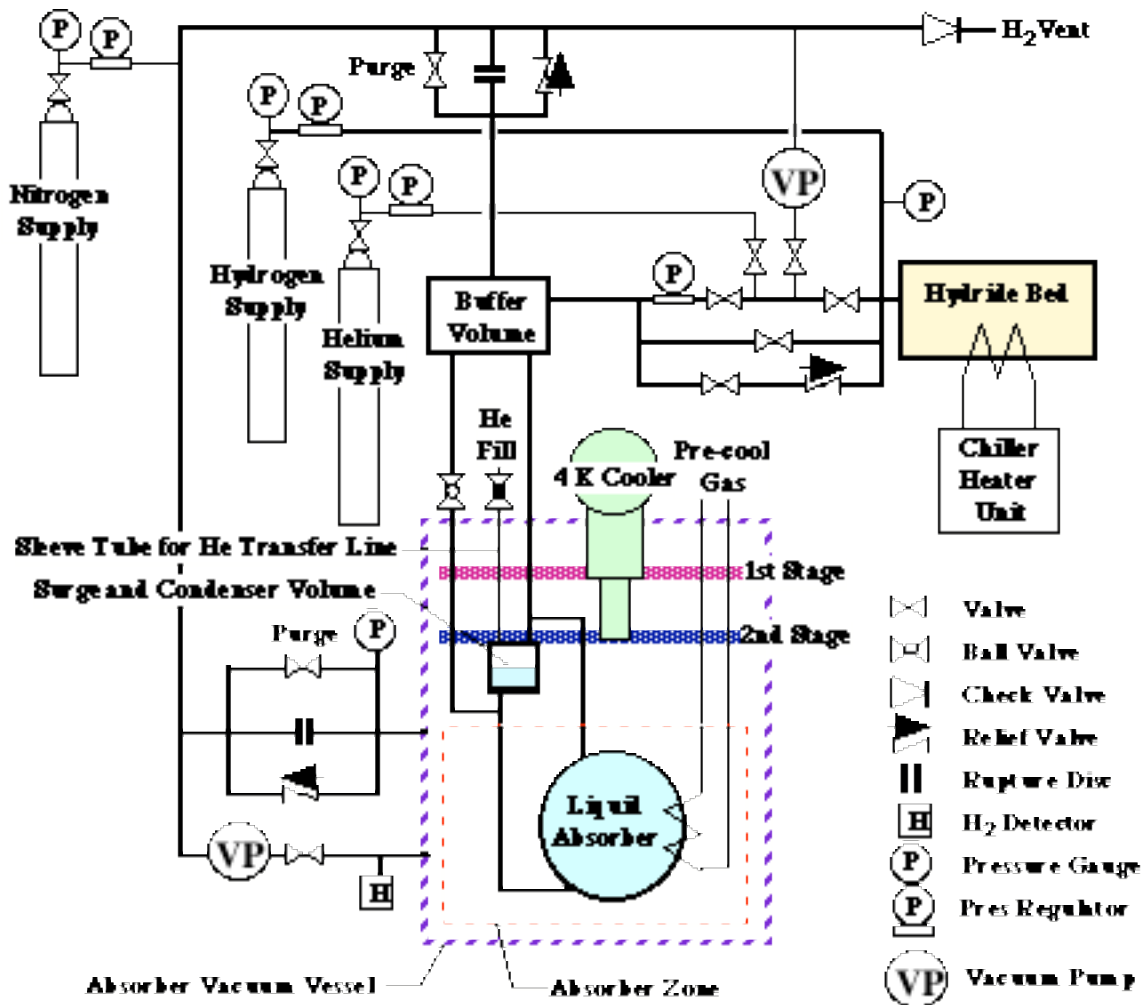 P
P
H2Vent
Purge
P
P
Nitrogen
Supply
P
P
VP
P
Hydrogen
Supply
P
Buffer
Volume
Hydride Bed
Helium
Supply
He
Fill
4 K Cooler
Pre-cool
Gas
Chiller
Heater
Unit
Sleeve Tube for He Transfer Line
1st Stage
Surge and Condenser Volume
Purge
P
2nd Stage
Valve
Ball Valve
Check Valve
Relief Valve
Rupture Disc
Liquid
Absorber
H
H2 Detector
VP
H
P
Pressure Gauge
P
Pres Regulator
Absorber Vacuum Vessel
Absorber Zone
VP
Vacuum Pump